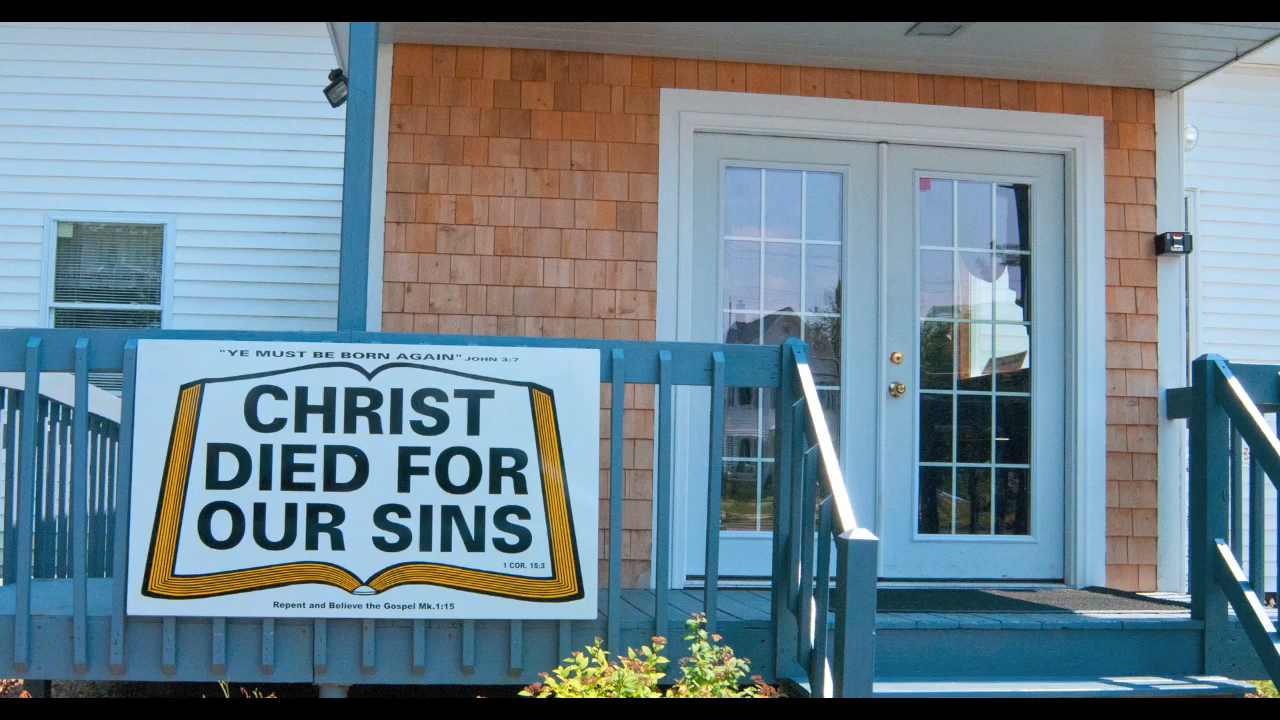 "YE MUST BE BORN AGAIN" JOHN 3:7
CHRIST
DIED FOR
OUR SINS
1 COR. 15:3
Repent and Believe the Gospel Mk.1:15